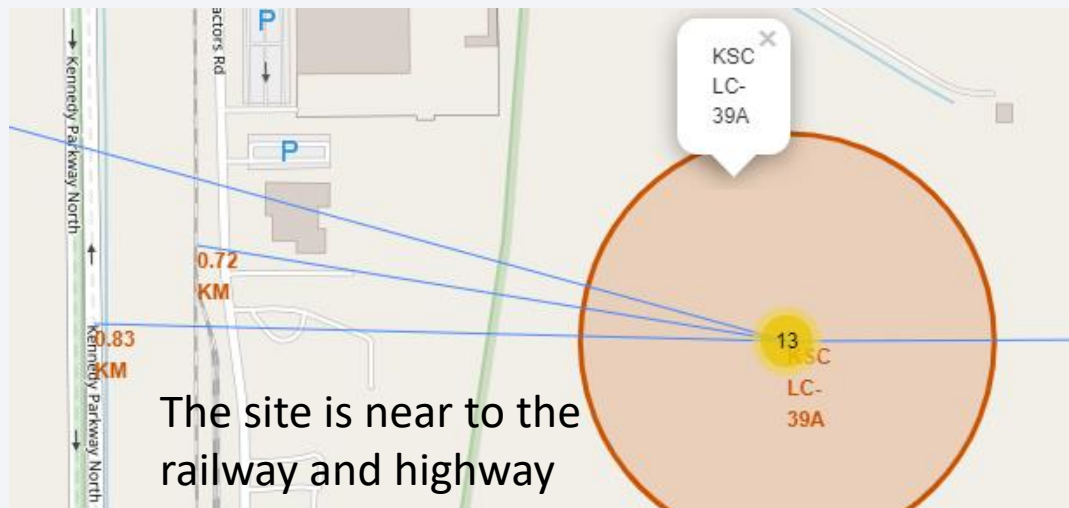 Kennedy Parkway North
Kennedy Parkway North
actors Rd
P
P
KSC
LC-
39A
×
0.72
KM
0.83
KM
13
KSC
LC-
39A
The site is near to the
railway and highway